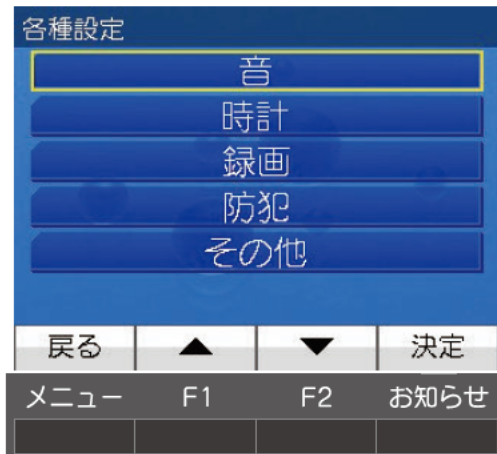 各種設定
音
時計
録画
防犯
その他
戻る ▲ ▼ 決定
メニュー F1 F2 お知らせ